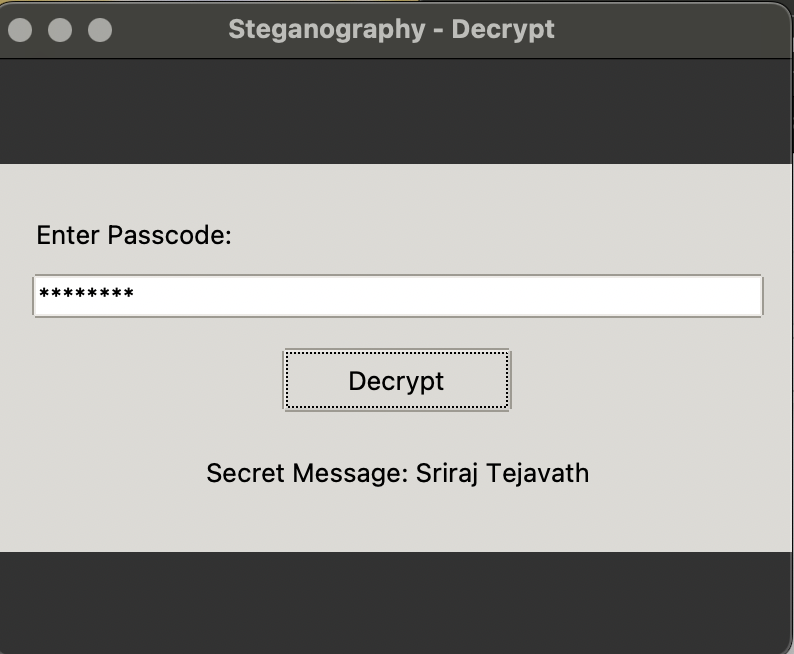 Steganography - Decrypt
Enter Passcode:
********
Decrypt
Secret Message: Sriraj Tejavath